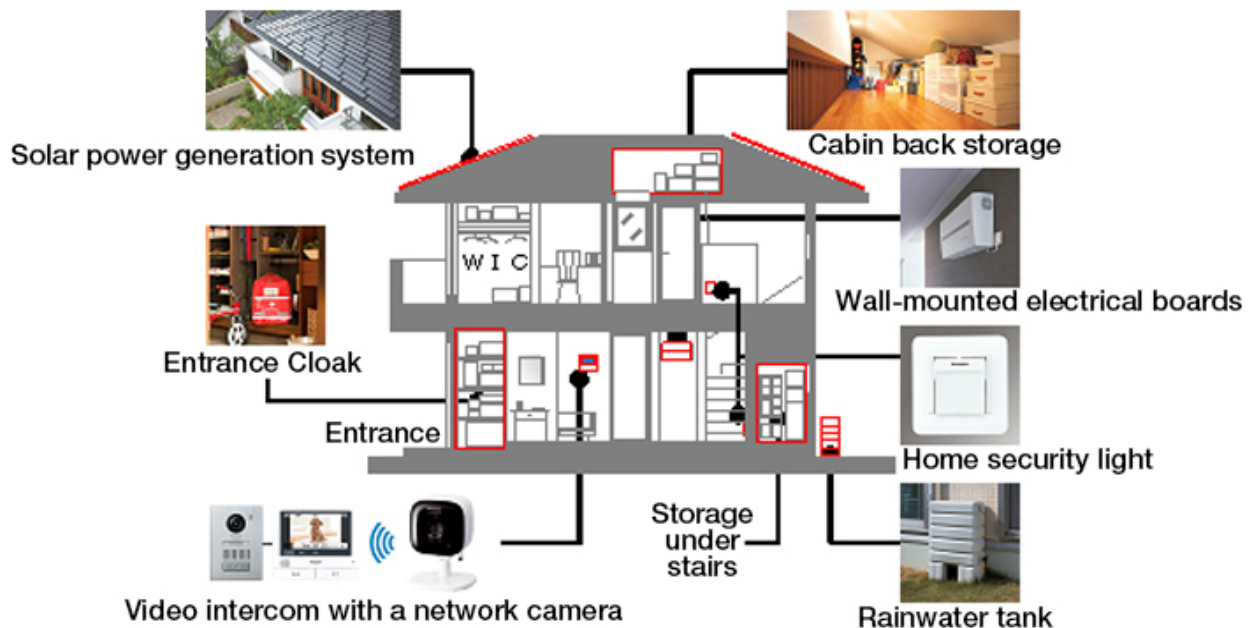 Solar power generation system
Cabin back storage
W I C
Wall-mounted electrical boards
Entrance Cloak
Entrance
Home security light
Storage
under
stairs
Video intercom with a network camera
Rainwater tank